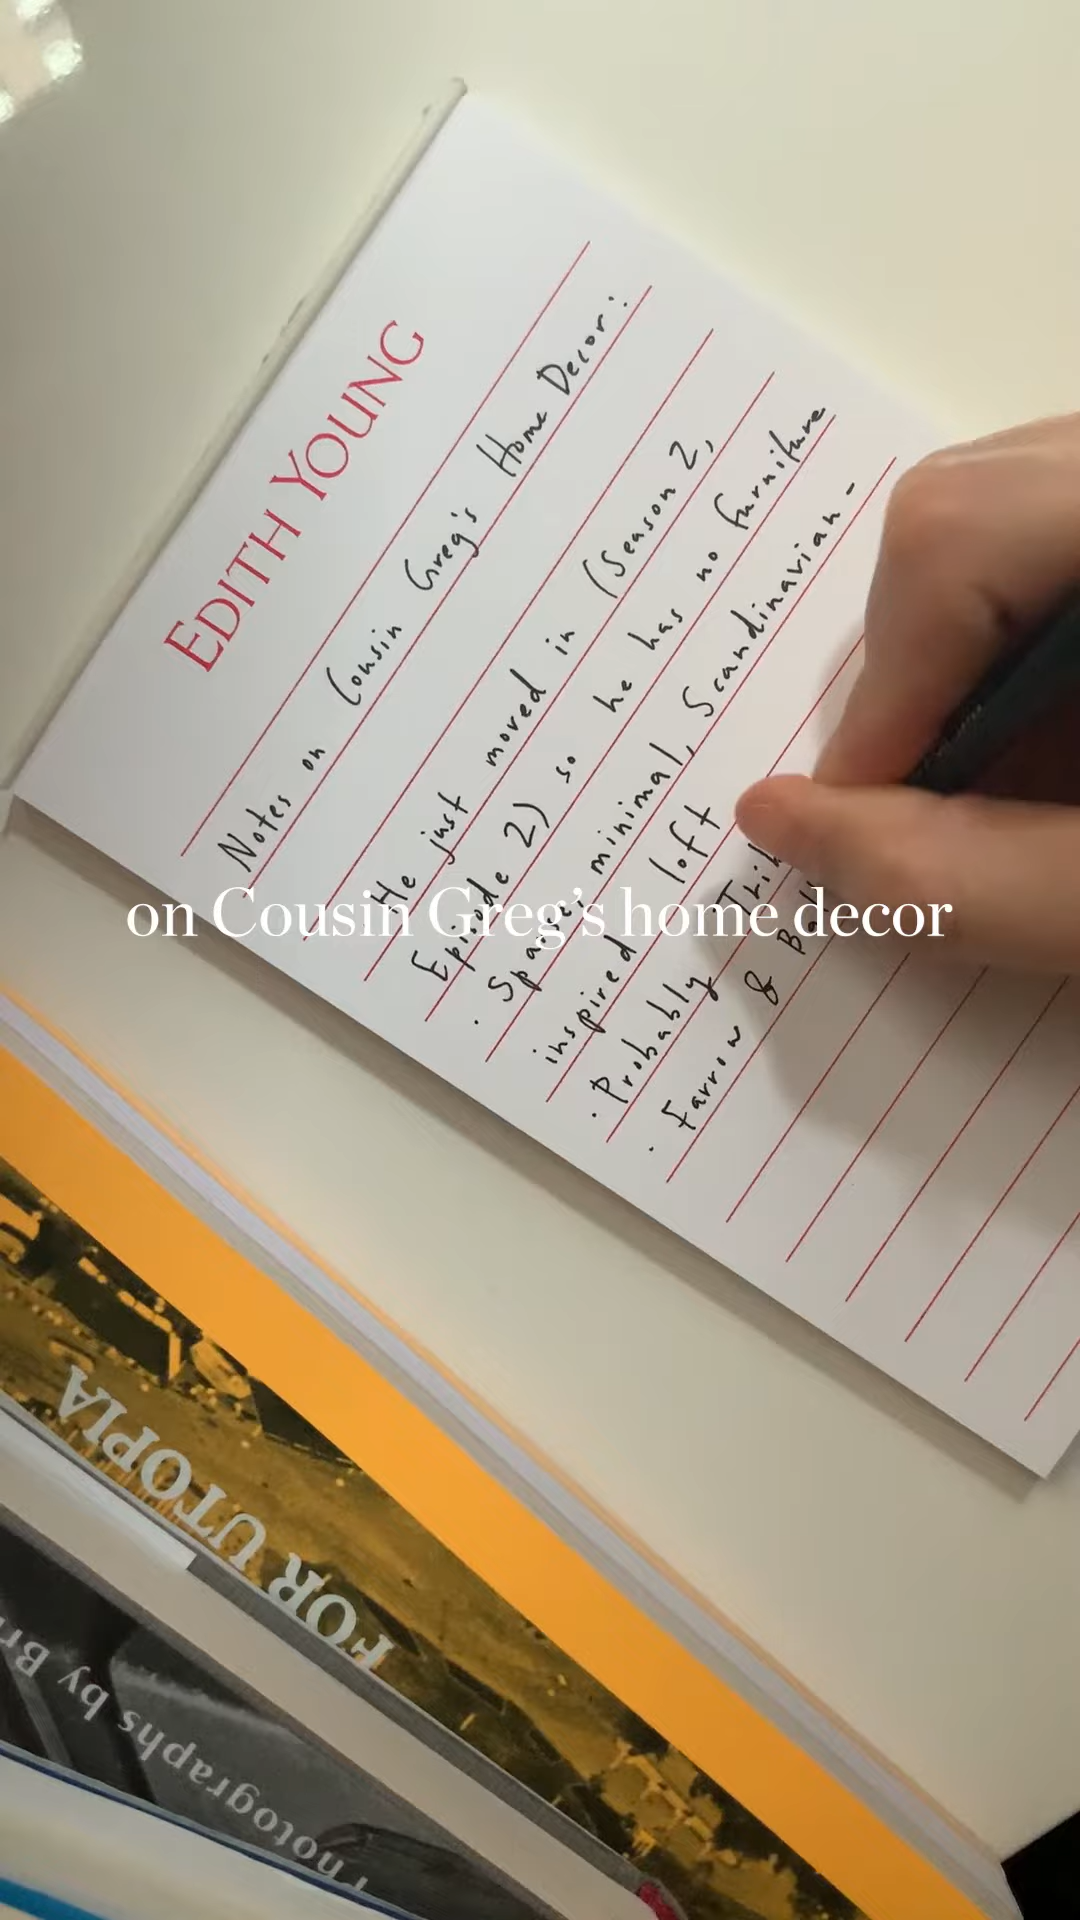 EDITH YOUNG
Notes on Cousin Greg's Home Decor:
He just moved in (Season 2,
Episode 2) so he has no furniture
· Sparse, minimal, Scandinavian-
inspired loft
· Probably
· Farrow &
on Cousin Greg's home decor
FOR UTOPIA
Photographs by